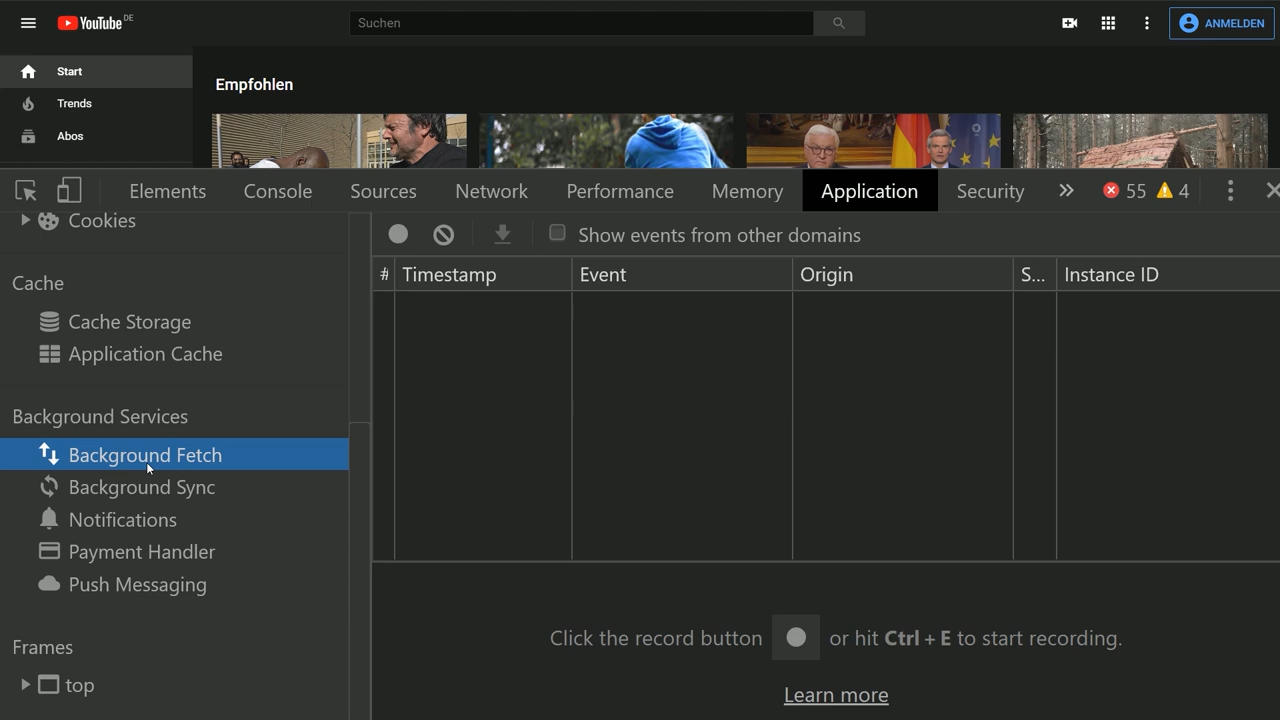 YouTube DE
Suchen
ANMELDEN
Start
Trends
Abos
Empfohlen
Elements Console Sources Network Performance Memory Application Security » 55 4
Cookies
Cache
Cache Storage
Application Cache
Background Services
Background Fetch
Background Sync
Notifications
Payment Handler
Push Messaging
Frames
top
Show events from other domains
# Timestamp Event Origin S... Instance ID
Click the record button or hit Ctrl + E to start recording.
Learn more